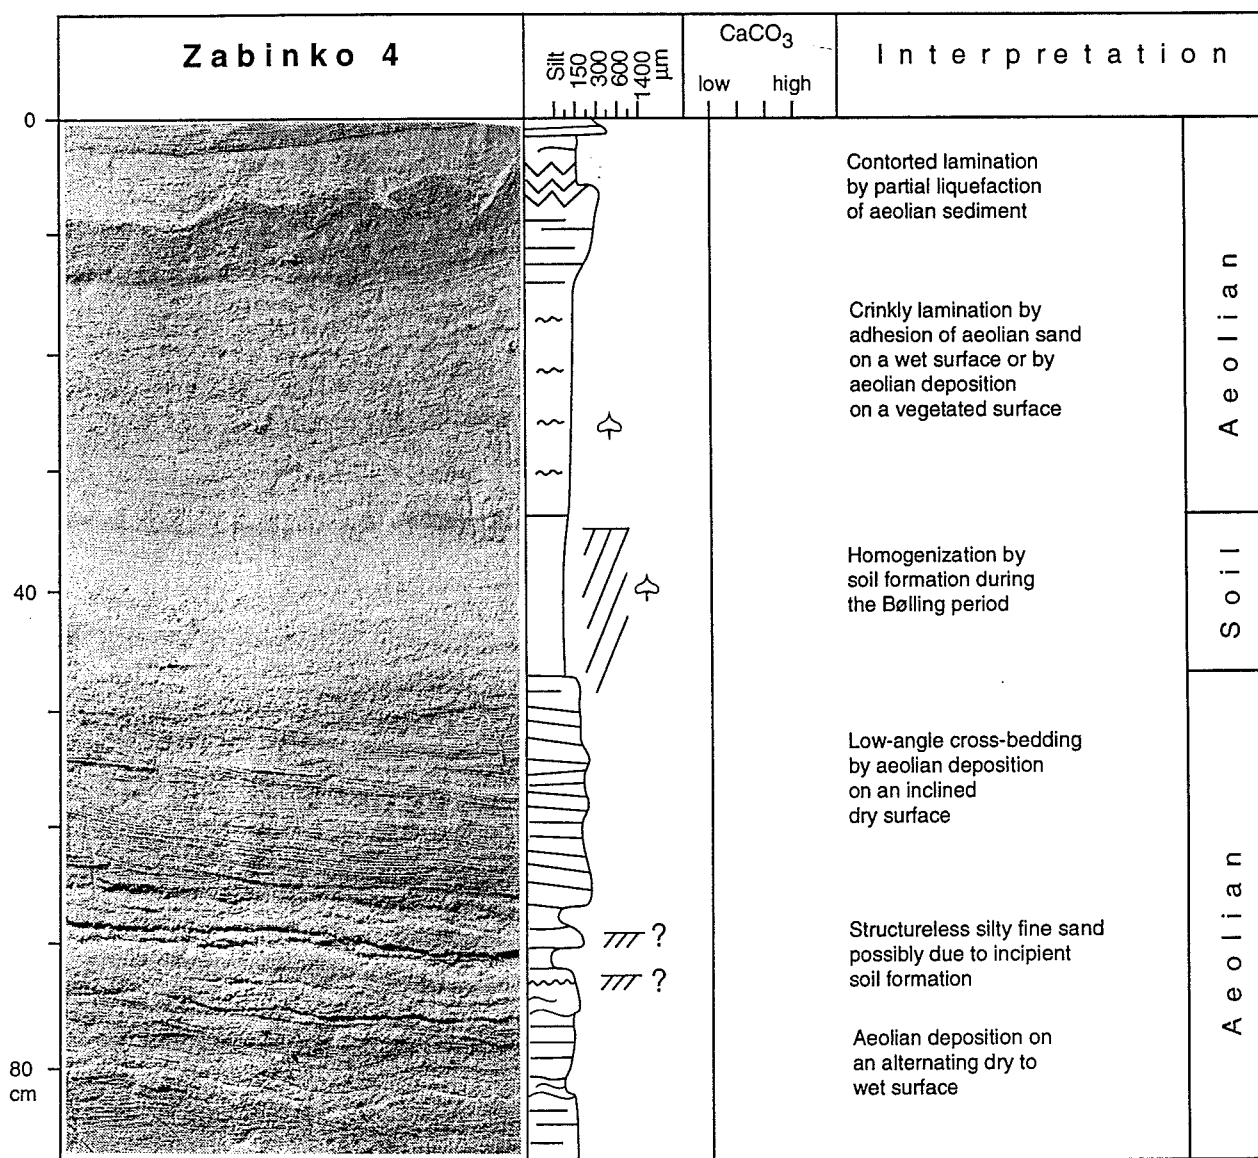 Zabinko 4
Silt
150
300
600
1400
µm
CaCO3
low high
Interpretation
0
40
80
cm
Contorted lamination
by partial liquefaction
of aeolian sediment
Crinkly lamination by
adhesion of aeolian sand
on a wet surface or by
aeolian deposition
on a vegetated surface
Aeolian
Homogenization by
soil formation during
the Bølling period
Soil
Low-angle cross-bedding
by aeolian deposition
on an inclined
dry surface
?
?
Structureless silty fine sand
possibly due to incipient
soil formation
Aeolian deposition on
an alternating dry to
wet surface
Aeolian